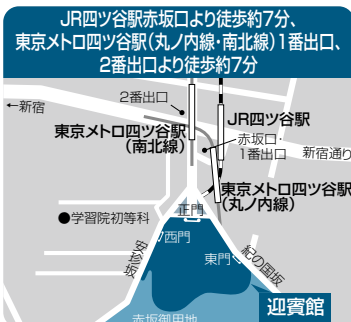 JR四ツ谷駅赤坂口より徒歩約7分、
東京メトロ四ツ谷駅(丸ノ内線・南北線)1番出口、
2番出口より徒歩約7分
←新宿
2番出口
JR四ツ谷駅
東京メトロ四ツ谷駅
(南北線)
赤坂口・
1番出口
新宿通り
東京メトロ四ツ谷駅
(丸ノ内線)
正門
●学習院初等科
西門
安珍坂
東門
紀の国坂
迎賓館
赤坂御用地